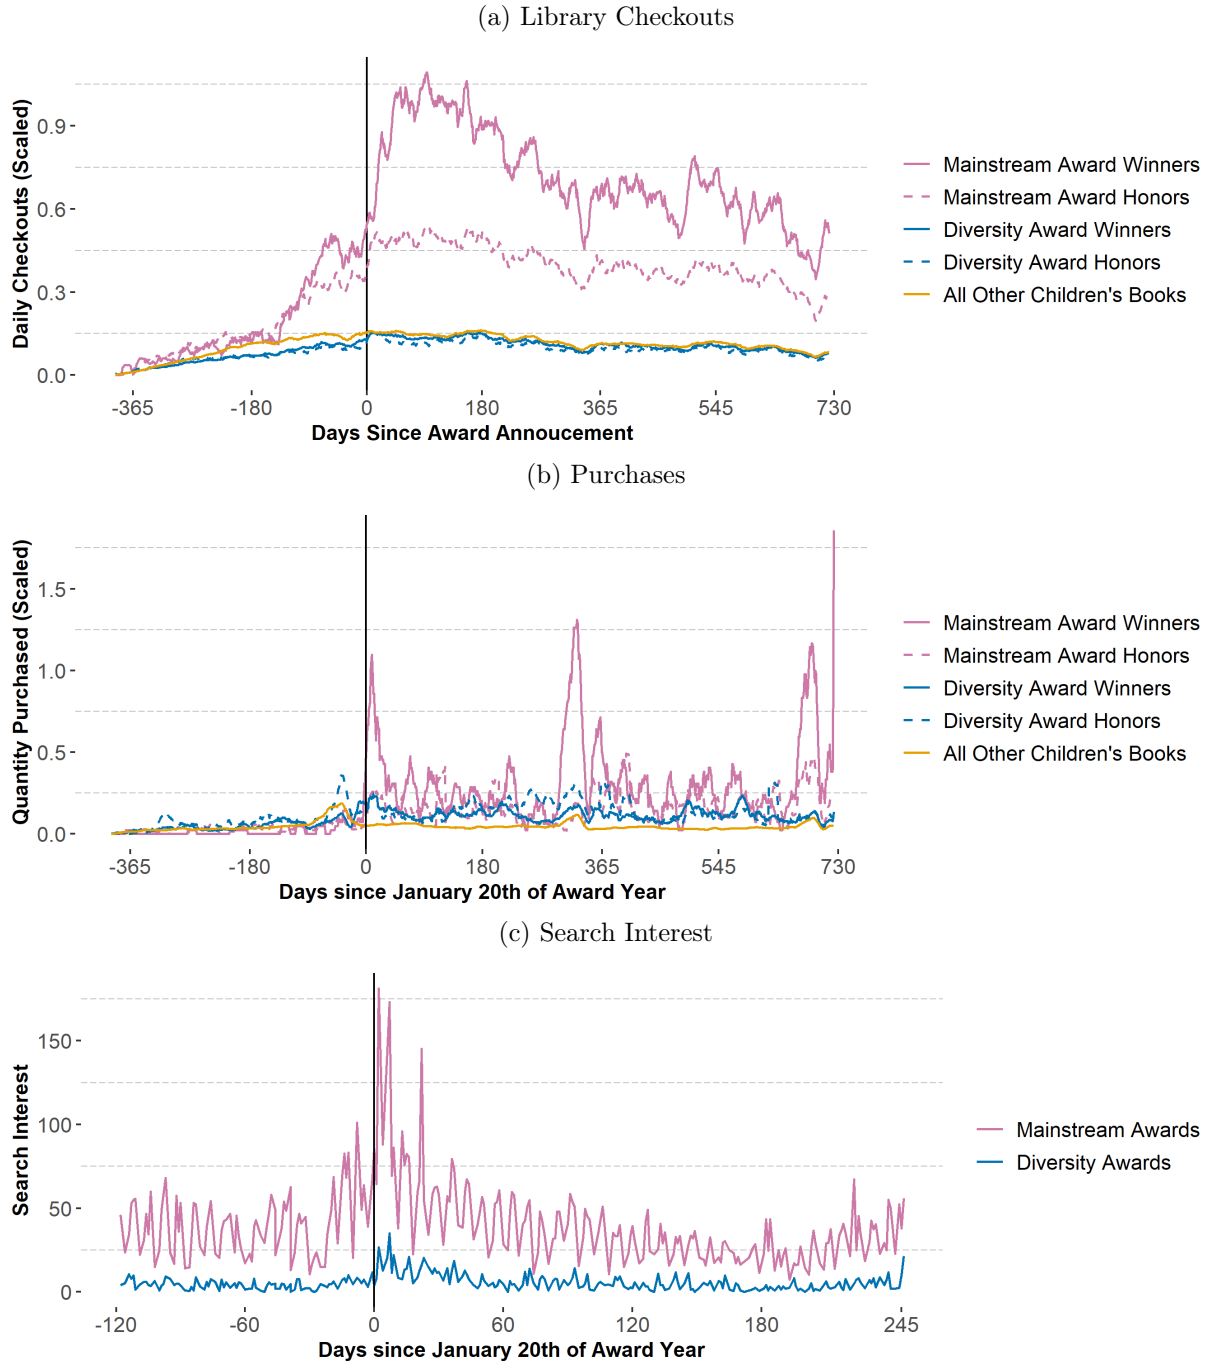 (a) Library Checkouts
Daily Checkouts (Scaled)
0.9
0.6
0.3
0.0
-365 -180 0 180 365 545 730
Days Since Award Annoucement
Mainstream Award Winners
Mainstream Award Honors
Diversity Award Winners
Diversity Award Honors
All Other Children's Books
(b) Purchases
Quantity Purchased (Scaled)
1.5
1.0
0.5
0.0
-365 -180 0 180 365 545 730
Days since January 20th of Award Year
Mainstream Award Winners
Mainstream Award Honors
Diversity Award Winners
Diversity Award Honors
All Other Children's Books
(c) Search Interest
Search Interest
150
100
50
0
-120 -60 0 60 120 180 245
Days since January 20th of Award Year
Mainstream Awards
Diversity Awards